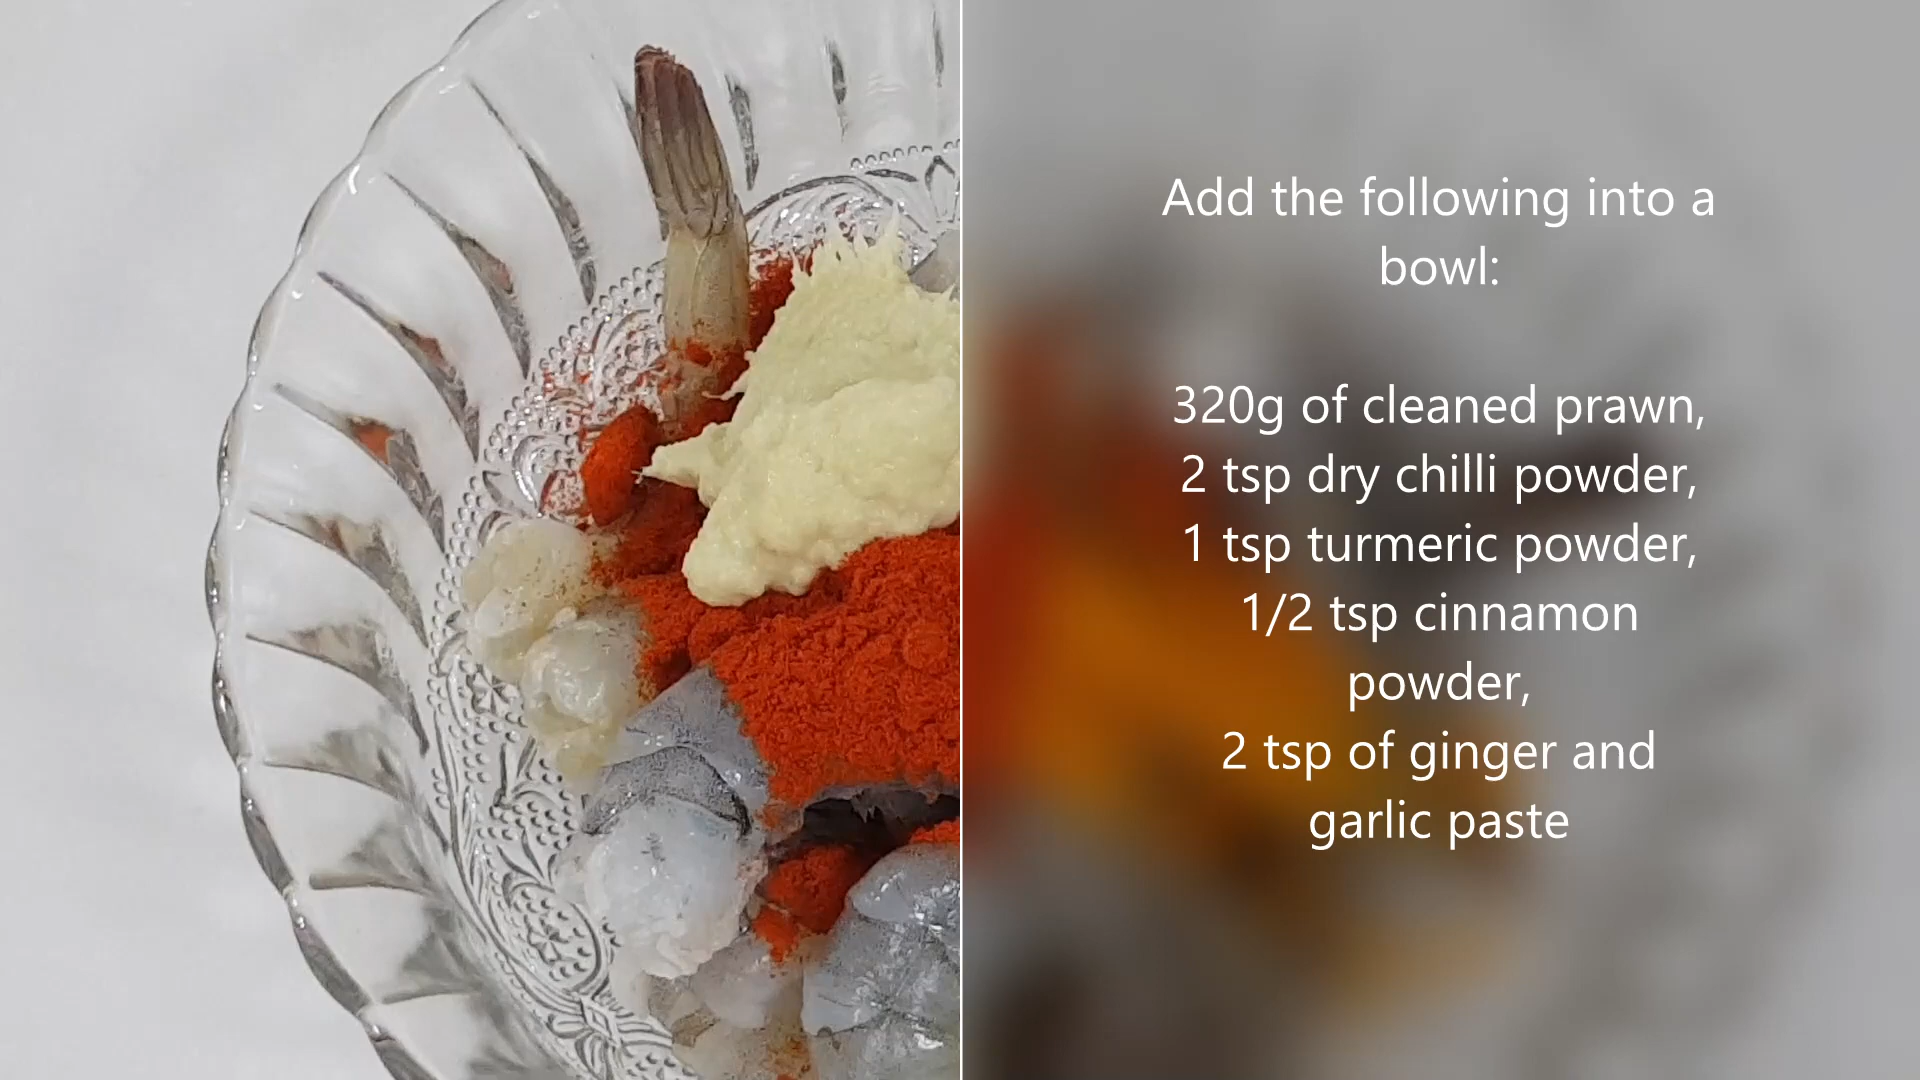 Add the following into a
bowl:
320g of cleaned prawn,
2 tsp dry chilli powder,
1 tsp turmeric powder,
1/2 tsp cinnamon
powder,
2 tsp of ginger and
garlic paste